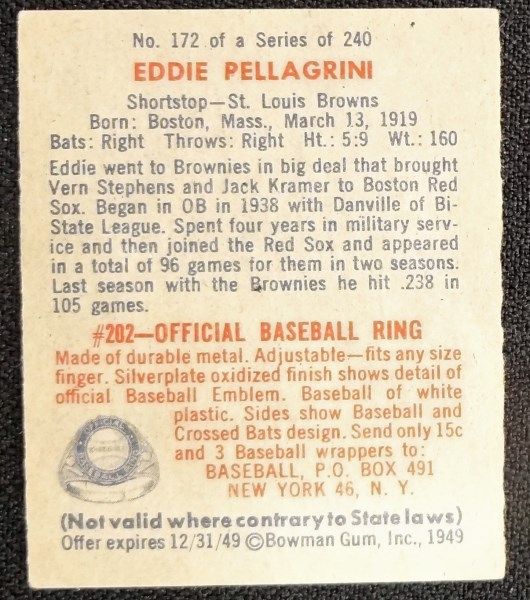 No. 172 of a Series of 240
EDDIE PELLAGRINI
Shortstop—St. Louis Browns
Born: Boston, Mass., March 13, 1919
Bats: Right Throws: Right Ht.: 5:9 Wt.: 160
Eddie went to Brownies in big deal that brought
Vern Stephens and Jack Kramer to Boston Red
Sox. Began in OB in 1938 with Danville of Bi-
State League. Spent four years in military serv-
ice and then joined the Red Sox and appeared
in a total of 96 games for them in two seasons.
Last season with the Brownies he hit .238 in
105 games.
#202—OFFICIAL BASEBALL RING
Made of durable metal. Adjustable—fits any size
finger. Silverplate oxidized finish shows detail of
official Baseball Emblem. Baseball of white
plastic. Sides show Baseball and
Crossed Bats design. Send only 15c
and 3 Baseball wrappers to:
BASEBALL, P.O. BOX 491
NEW YORK 46, N. Y.
OFFICIAL
(Not valid where contrary to State laws)
Offer expires 12/31/49 ©Bowman Gum, Inc., 1949